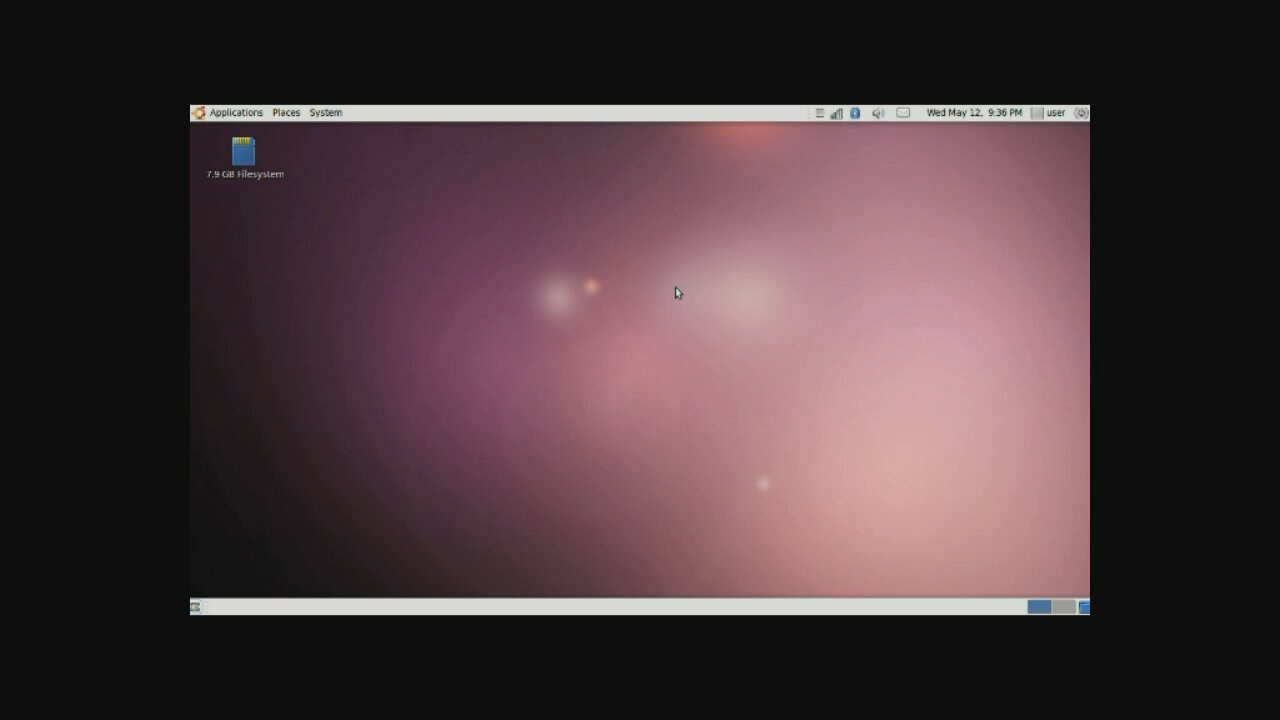 Applications Places System Wed May 12, 9:36 PM user
7.9 GB Filesystem